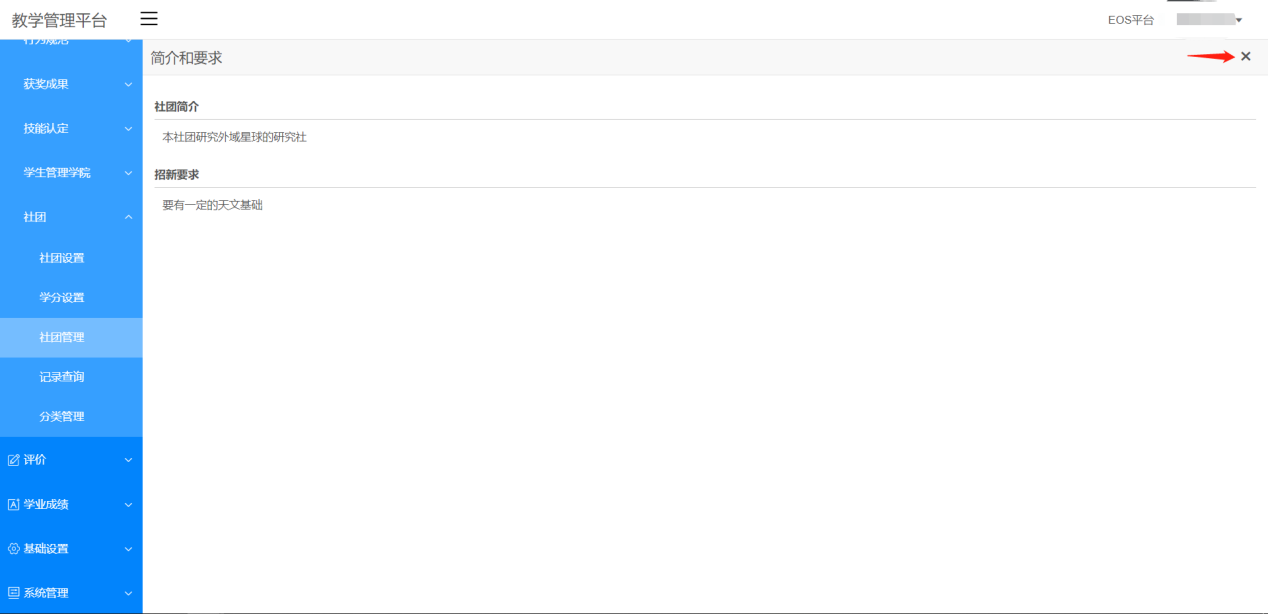 教学管理平台
EOS平台
行为规范
简介和要求
获奖成果
社团简介
技能认定
本社团研究外域星球的研究社
学生管理学院
招新要求
社团
要有一定的天文基础
社团设置
学分设置
社团管理
记录查询
分类管理
评价
学业成绩
基础设置
系统管理